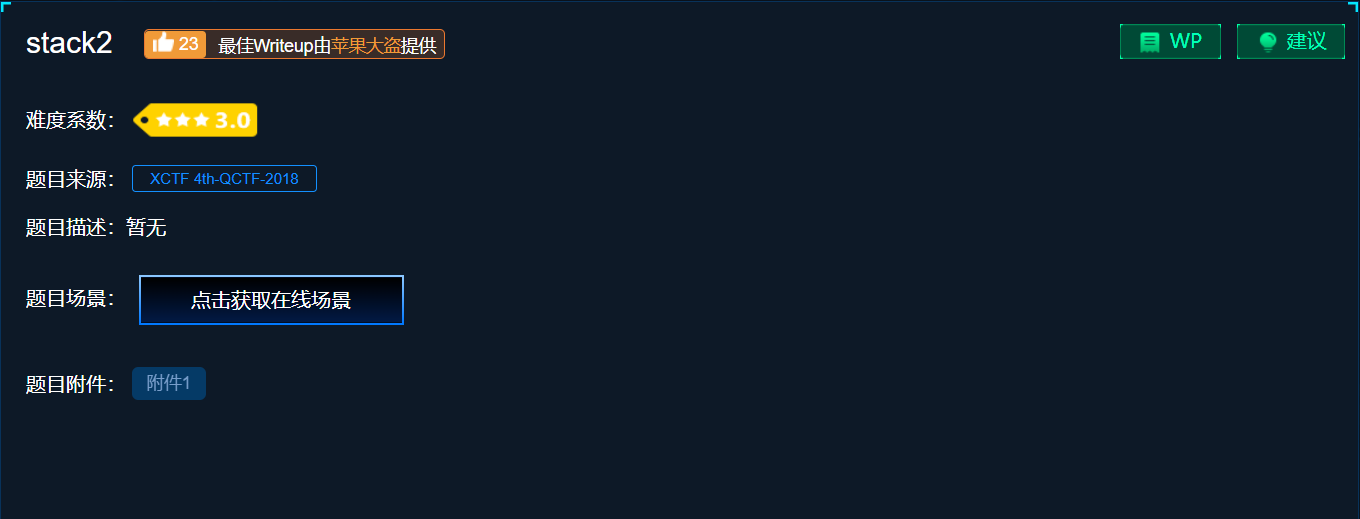 stack2 23 最佳Writeup由苹果大盗提供 WP 建议
难度系数： 3.0
题目来源： XCTF 4th-QCTF-2018
题目描述：暂无
题目场景： 点击获取在线场景
题目附件： 附件1